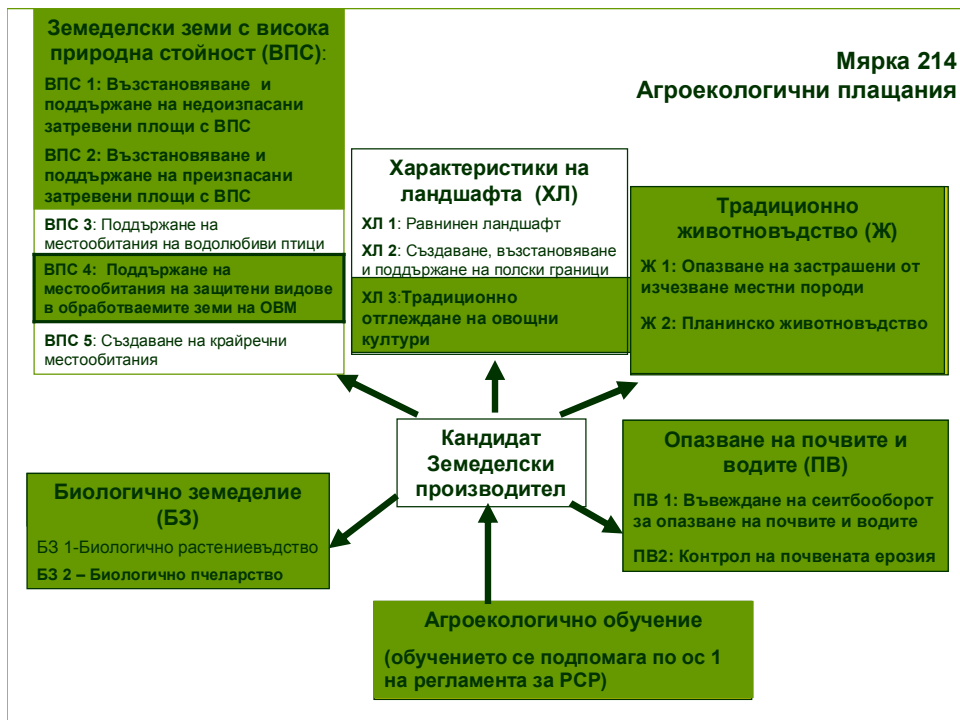 Земеделски земи с висока
природна стойност (ВПС):
ВПС 1: Възстановяване и
поддържане на недоизпасани
затревени площи с ВПС
ВПС 2: Възстановяване и
поддържане на преизпасани
затревени площи с ВПС
ВПС 3: Поддържане на
местообитания на водолюбиви птици
ВПС 4: Поддържане на
местообитания на защитени видове
в обработваемите земи на ОВМ
ВПС 5: Създаване на крайречни
местообитания
Мярка 214
Агроекологични плащания
Характеристики на
ландшафта (ХЛ)
ХЛ 1: Равнинен ландшафт
ХЛ 2: Създаване, възстановяване
и поддържане на полски граници
ХЛ 3:Традиционно
отглеждане на овощни
култури
Традиционно
животновъдство (Ж)
Ж 1: Опазване на застрашени от
изчезване местни породи
Ж 2: Планинско животновъдство
Кандидат
Земеделски
производител
Биологично земеделие
(БЗ)
БЗ 1-Биологично растениевъдство
БЗ 2 – Биологично пчеларство
Опазване на почвите и
водите (ПВ)
ПВ 1: Въвеждане на сеитбооборот
за опазване на почвите и водите
ПВ2: Контрол на почвената ерозия
Агроекологично обучение
(обучението се подпомага по ос 1
на регламента за РСР)